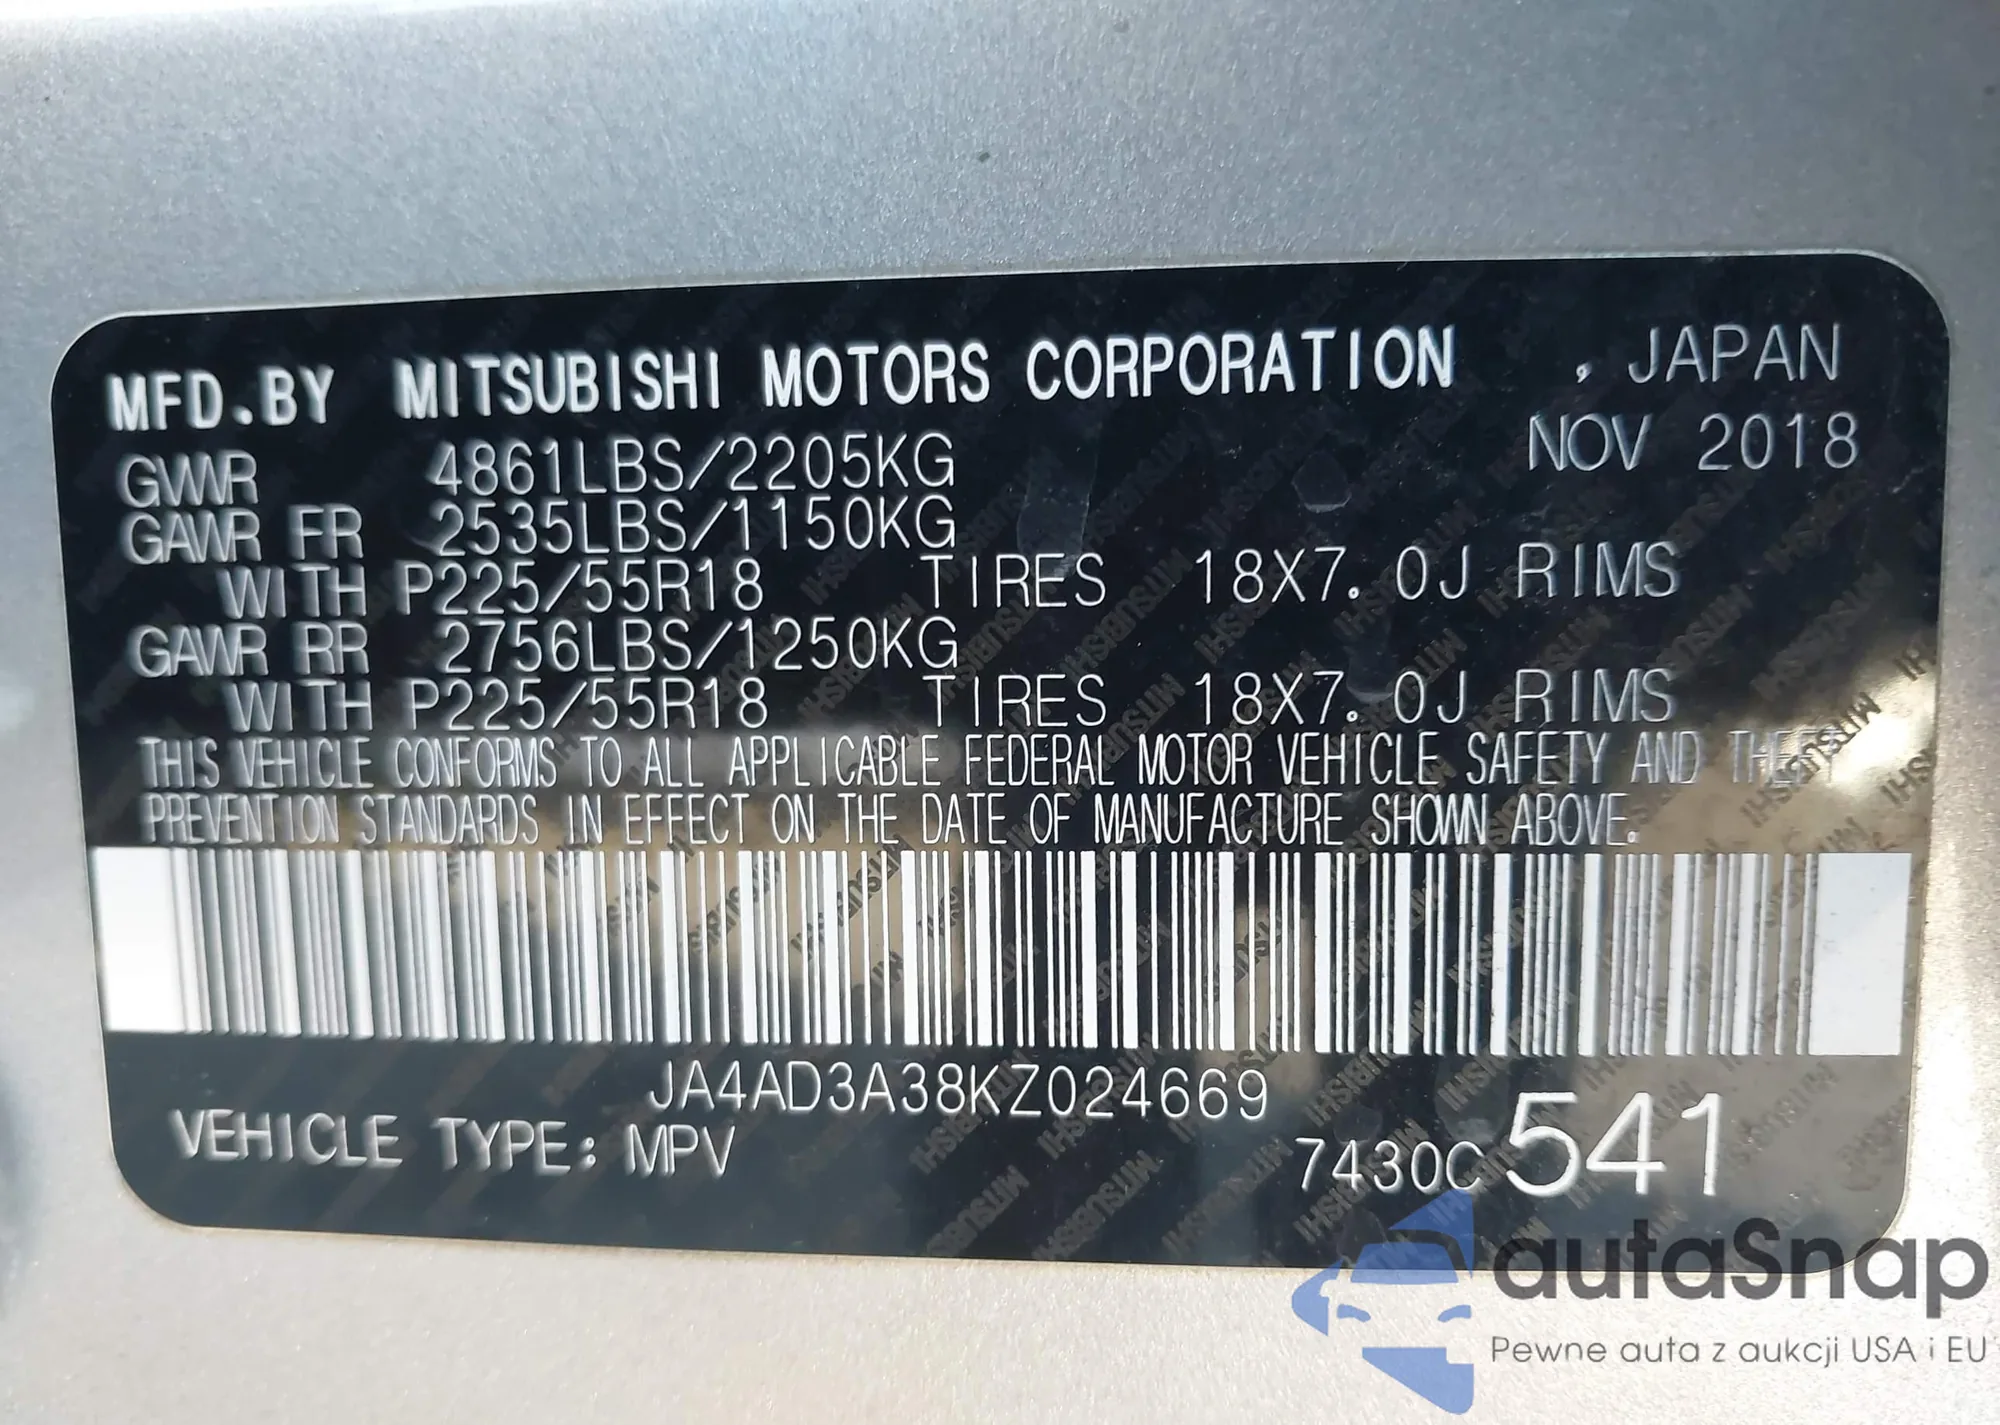 MFD.BY MITSUBISHI MOTORS CORPORATION , JAPAN
NOV 2018
GVWR 4861LBS/2205KG
GAWR FR 2535LBS/1150KG
WITH P225/55R18 TIRES 18X7.0J RIMS
GAWR RR 2756LBS/1250KG
WITH P225/55R18 TIRES 18X7.0J RIMS
THIS VEHICLE CONFORMS TO ALL APPLICABLE FEDERAL MOTOR VEHICLE SAFETY AND THEFT
PREVENTION STANDARDS IN EFFECT ON THE DATE OF MANUFACTURE SHOWN ABOVE.
JA4AD3A38KZ024669
VEHICLE TYPE: MPV
7430C 541
autaSnap
Pewne auta z aukcji USA i EU